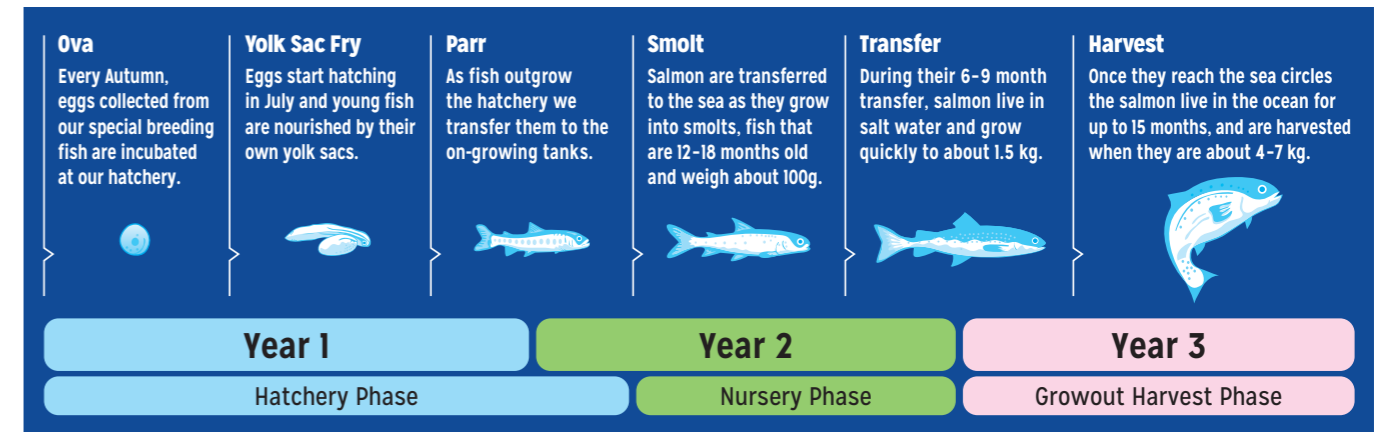 Ova
Every Autumn,
eggs collected from
our special breeding
fish are incubated
at our hatchery.
Yolk Sac Fry
Eggs start hatching
in July and young fish
are nourished by their
own yolk sacs.
Parr
As fish outgrow
the hatchery we
transfer them to the
on-growing tanks.
Smolt
Salmon are transferred
to the sea as they grow
into smolts, fish that
are 12-18 months old
and weigh about 100g.
Transfer
During their 6-9 month
transfer, salmon live in
salt water and grow
quickly to about 1.5 kg.
Harvest
Once they reach the sea circles
the salmon live in the ocean for
up to 15 months, and are harvested
when they are about 4-7 kg.
Year 1
Year 2
Year 3
Hatchery Phase
Nursery Phase
Growout Harvest Phase